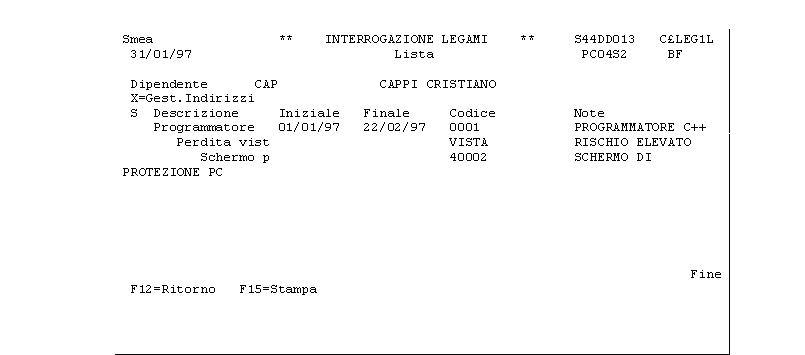 Smea ** INTERROGAZIONE LEGAMI ** S44DDO13 C£LEG1L
31/01/97 Lista PC04S2 BF
Dipendente CAP CAPPI CRISTIANO
X=Gest.Indirizzi
S Descrizione Iniziale Finale Codice Note
Programmatore 01/01/97 22/02/97 0001 PROGRAMMATORE C++
Perdita vist VISTA RISCHIO ELEVATO
Schermo p 40002 SCHERMO DI
PROTEZIONE PC
Fine
F12=Ritorno F15=Stampa